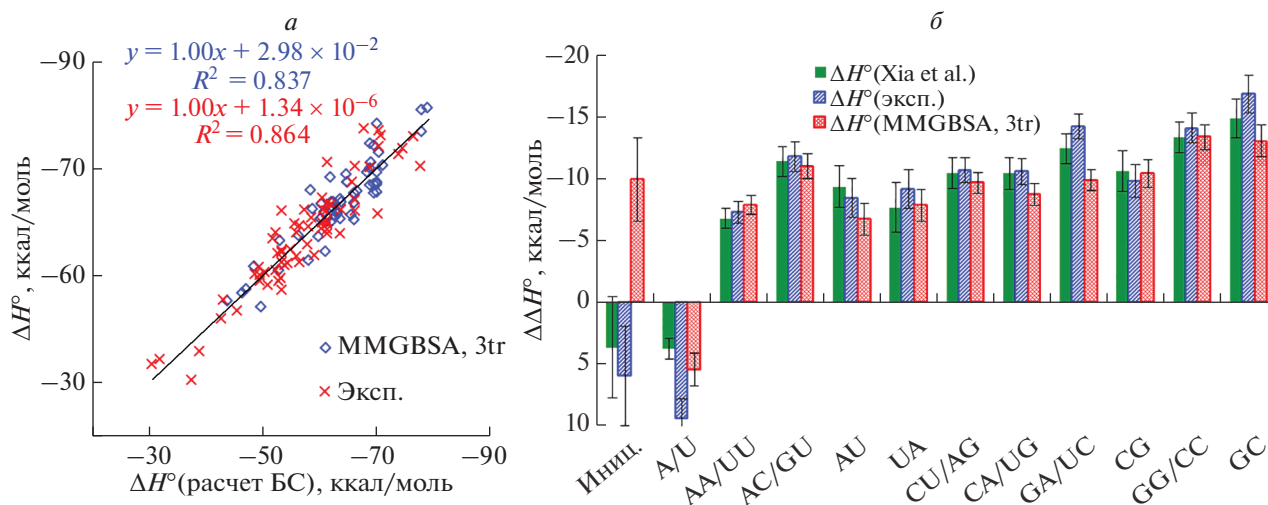 а
y = 1.00x + 2.98 × 10−2
R2 = 0.837
y = 1.00x + 1.34 × 10−6
R2 = 0.864
−90
−70
−60
−30
ΔH°, ккал/моль
MMGBSA, 3tr
Эксп.
−30
−50
−70
−90
ΔH°(расчет БС), ккал/моль
б
−20
−15
−10
−5
0
5
10
ΔΔH°, ккал/моль
ΔH°(Xia et al.)
ΔH°(эксп.)
ΔH°(MMGBSA, 3tr)
Иниц.
A/U
AA/UU
AC/GU
AU
UA
CU/AG
CA/UG
GA/UC
CG
GG/CC
GC